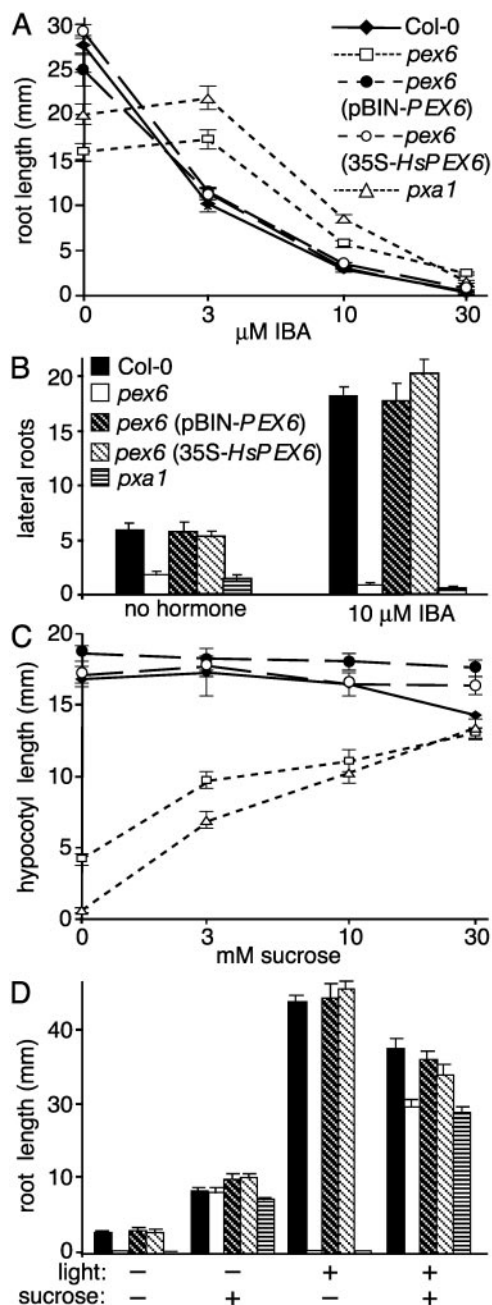 A
root length (mm)
30
25
20
15
10
5
0
Col-0
pex6
pex6
(pBIN-PEX6)
pex6
(35S-HsPEX6)
pxa1
0 3 10 30
μM IBA
B
lateral roots
20
15
10
5
0
Col-0
pex6
pex6 (pBIN-PEX6)
pex6 (35S-HsPEX6)
pxa1
no hormone 10 μM IBA
C
hypocotyl length (mm)
20
15
10
5
0
0 3 10 30
mM sucrose
D
root length (mm)
40
30
10
0
light: − − + +
sucrose: − + − +